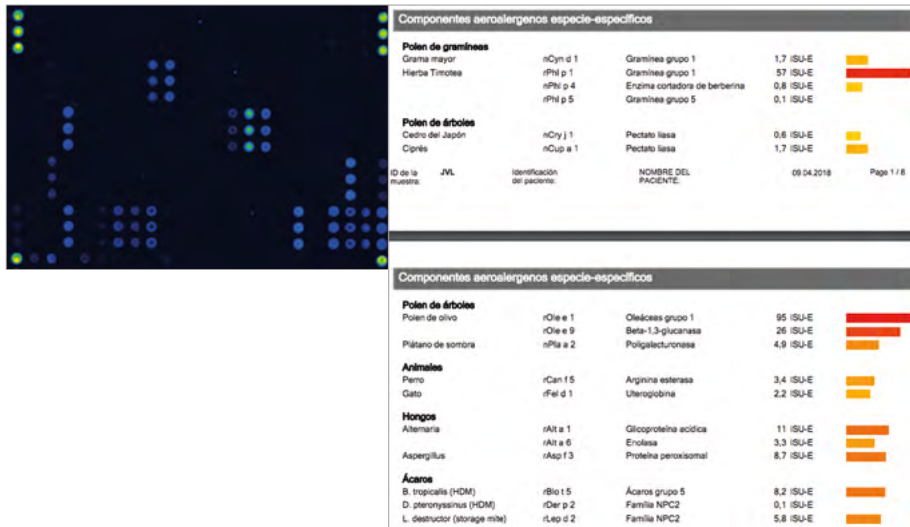 Componentes aeroalergenos especie-específicos
Polen de gramíneas
Grama mayor nCyn d 1 Gramínea grupo 1 1,7 ISU-E
Hierba Timotea rPhl p 1 Gramínea grupo 1 57 ISU-E
nPhl p 4 Enzima cortadora de berberina 0,8 ISU-E
rPhl p 5 Gramínea grupo 5 0,1 ISU-E
Polen de árboles
Cedro del Japón nCry j 1 Pectato liasa 0,6 ISU-E
Ciprés nCup a 1 Pectato liasa 1,7 ISU-E
ID de la muestra: JVL Identificación del paciente: NOMBRE DEL PACIENTE: 09.04.2018 Page 1 / 8
Componentes aeroalergenos especie-específicos
Polen de árboles
Polen de olivo rOle e 1 Oleáceas grupo 1 95 ISU-E
rOle e 9 Beta-1,3-glucanasa 26 ISU-E
Plátano de sombra nPla a 2 Poligalacturonasa 4,9 ISU-E
Animales
Perro rCan f 5 Arginina esterasa 3,4 ISU-E
Gato rFel d 1 Uteroglobina 2,2 ISU-E
Hongos
Alternaria rAlt a 1 Glicoproteína acídica 11 ISU-E
rAlt a 6 Enolasa 3,3 ISU-E
Aspergillus rAsp f 3 Proteína peroxisomal 8,7 ISU-E
Ácaros
B. tropicalis (HDM) rBlo t 5 Ácaros grupo 5 8,2 ISU-E
D. pteronyssinus (HDM) rDer p 2 Familia NPC2 0,1 ISU-E
L. destructor (storage mite) rLep d 2 Familia NPC2 5,8 ISU-E